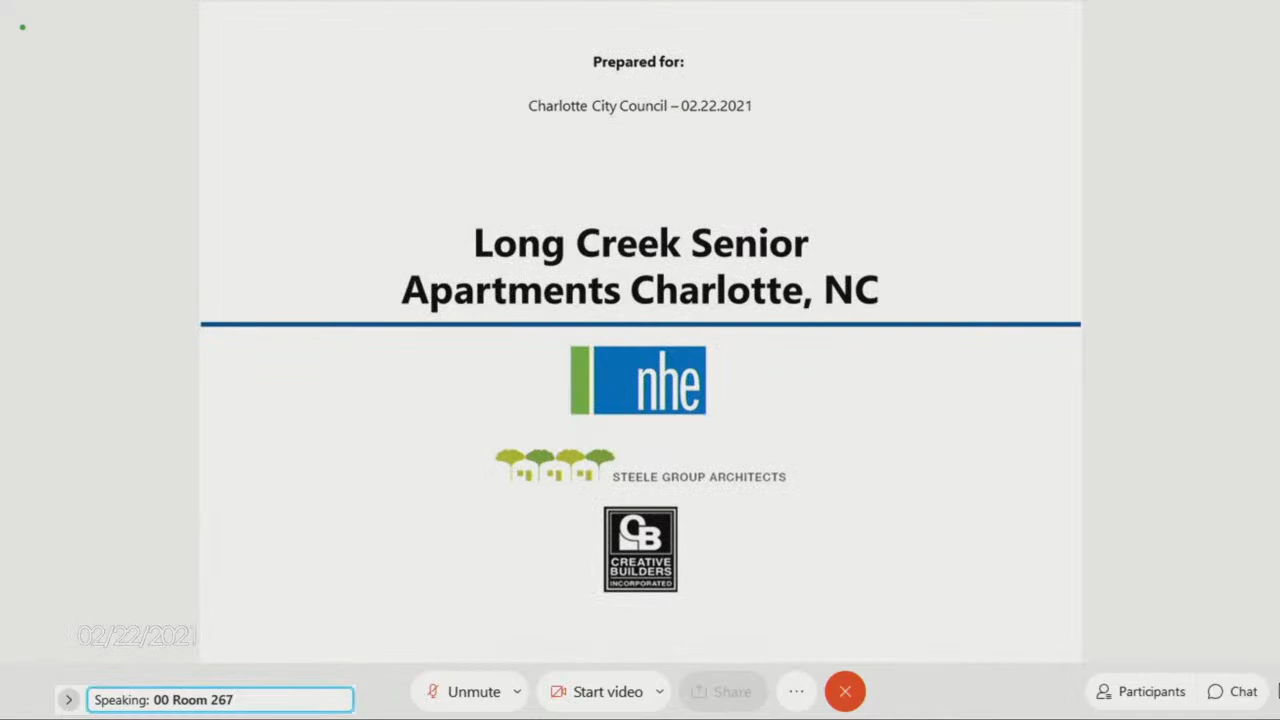 Prepared for:
Charlotte City Council – 02.22.2021
Long Creek Senior
Apartments Charlotte, NC
nhe
STEELE GROUP ARCHITECTS
CB
CREATIVE
BUILDERS
INCORPORATED
02/22/2021
Speaking: 00 Room 267
Unmute
Start video
Share
Participants
Chat